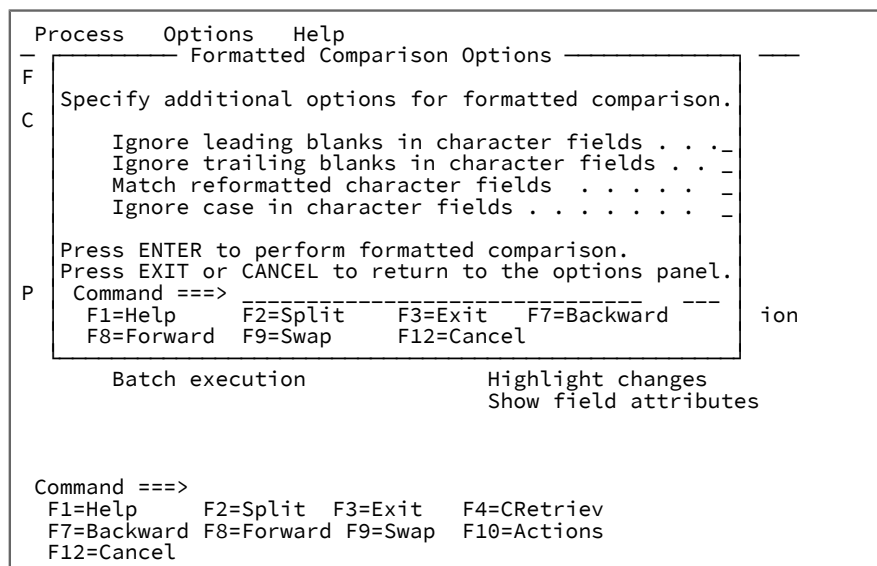 Process Options Help
Formatted Comparison Options
F
Specify additional options for formatted comparison.
C
Ignore leading blanks in character fields . . ._
Ignore trailing blanks in character fields . . _
Match reformatted character fields . . . . . _
Ignore case in character fields . . . . . . . _
Press ENTER to perform formatted comparison.
Press EXIT or CANCEL to return to the options panel.
P Command ===> _______________________________ ___
F1=Help F2=Split F3=Exit F7=Backward ion
F8=Forward F9=Swap F12=Cancel
Batch execution Highlight changes
Show field attributes
Command ===>
F1=Help F2=Split F3=Exit F4=CRetriev
F7=Backward F8=Forward F9=Swap F10=Actions
F12=Cancel